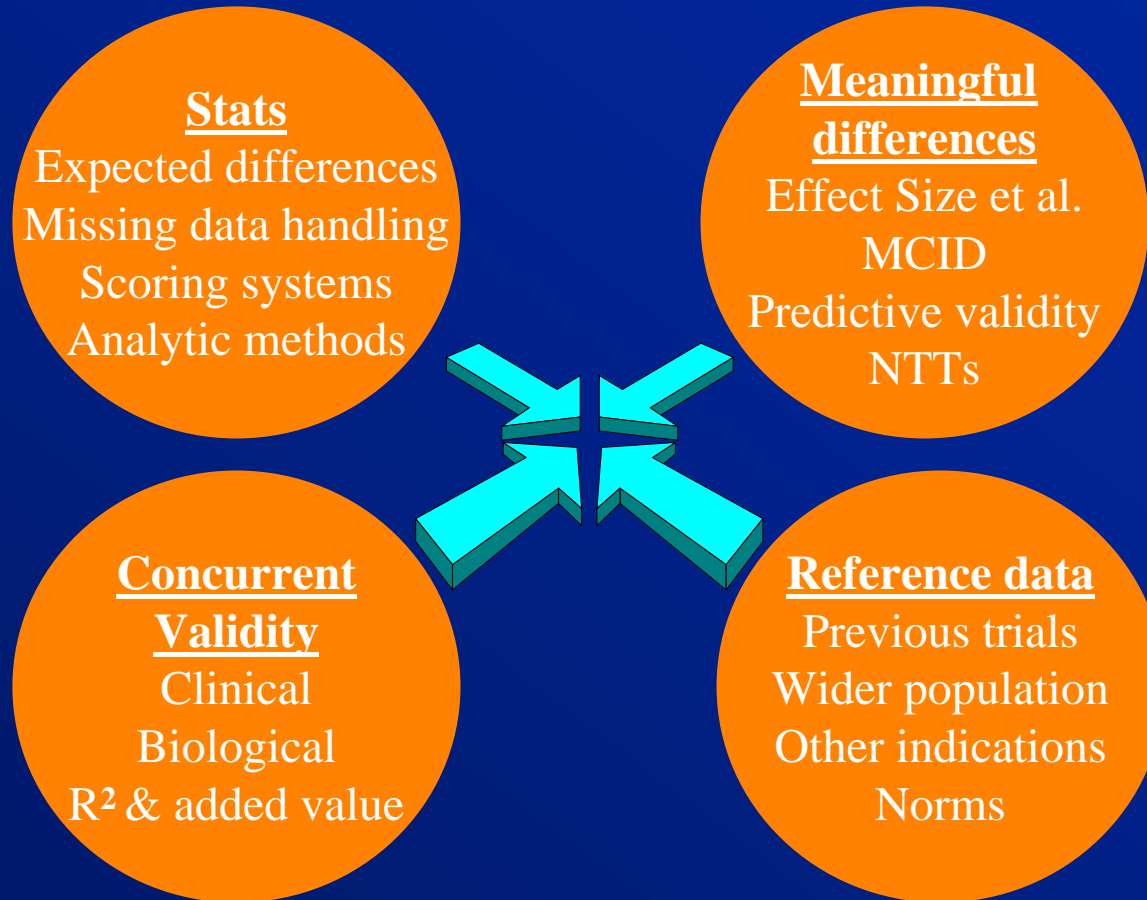 Stats
Expected differences
Missing data handling
Scoring systems
Analytic methods
Meaningful
differences
Effect Size et al.
MCID
Predictive validity
NTTs
Concurrent
Validity
Clinical
Biological
R² & added value
Reference data
Previous trials
Wider population
Other indications
Norms